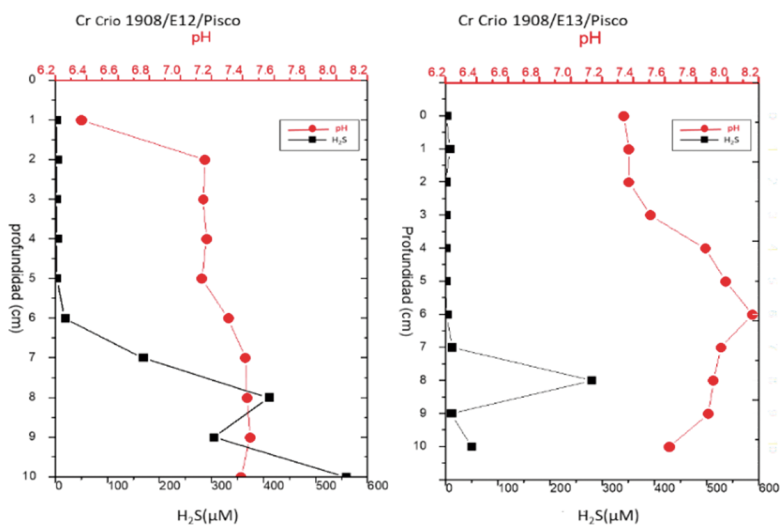 Cr Crio 1908/E12/Pisco
pH
6.2 6.4 6.6 6.8 7.0 7.2 7.4 7.6 7.8 8.0 8.2
0
1
2
3
4
5
6
7
8
9
10
profundidad (cm)
pH
H₂S
0 100 200 300 400 500 600
H₂S(µM)
Cr Crio 1908/E13/Pisco
pH
6.2 6.4 6.6 6.8 7.0 7.2 7.4 7.6 7.8 8.0 8.2
0
1
2
3
4
5
6
7
8
9
10
Profundidad (cm)
pH
H₂S
0 100 200 300 400 500 600
H₂S(µM)